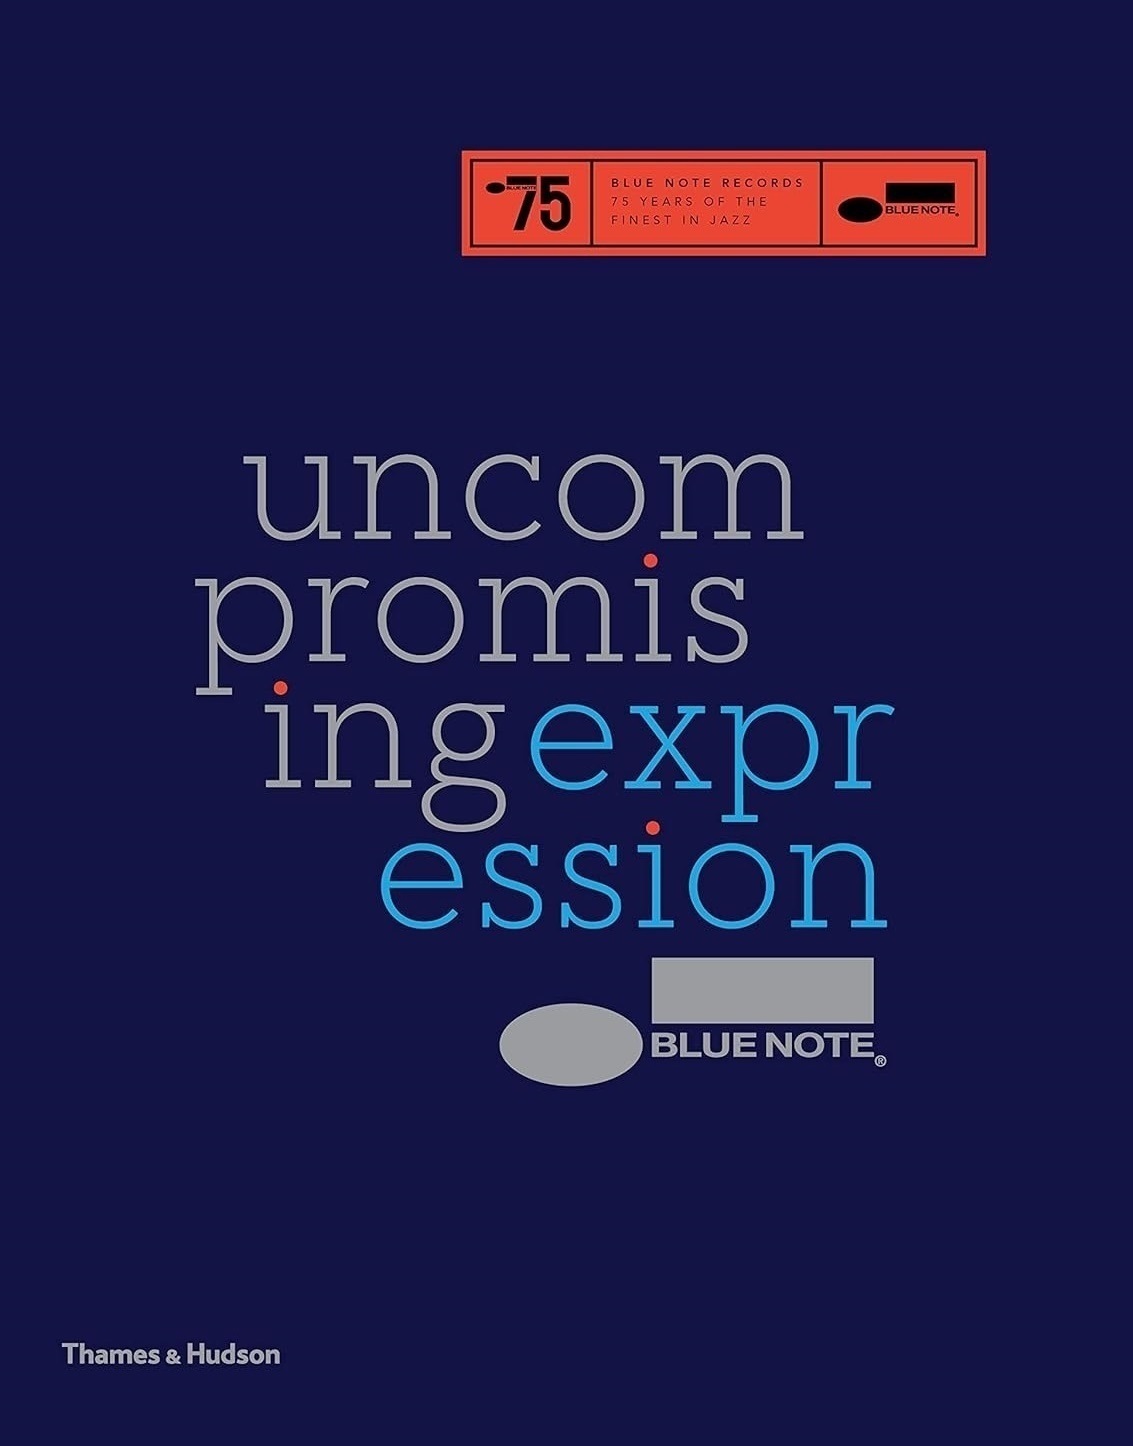 BLUE NOTE
75
BLUE NOTE RECORDS
75 YEARS OF THE
FINEST IN JAZZ
BLUE NOTE®
uncom
promis
ingexpr
ession
BLUE NOTE®
Thames & Hudson